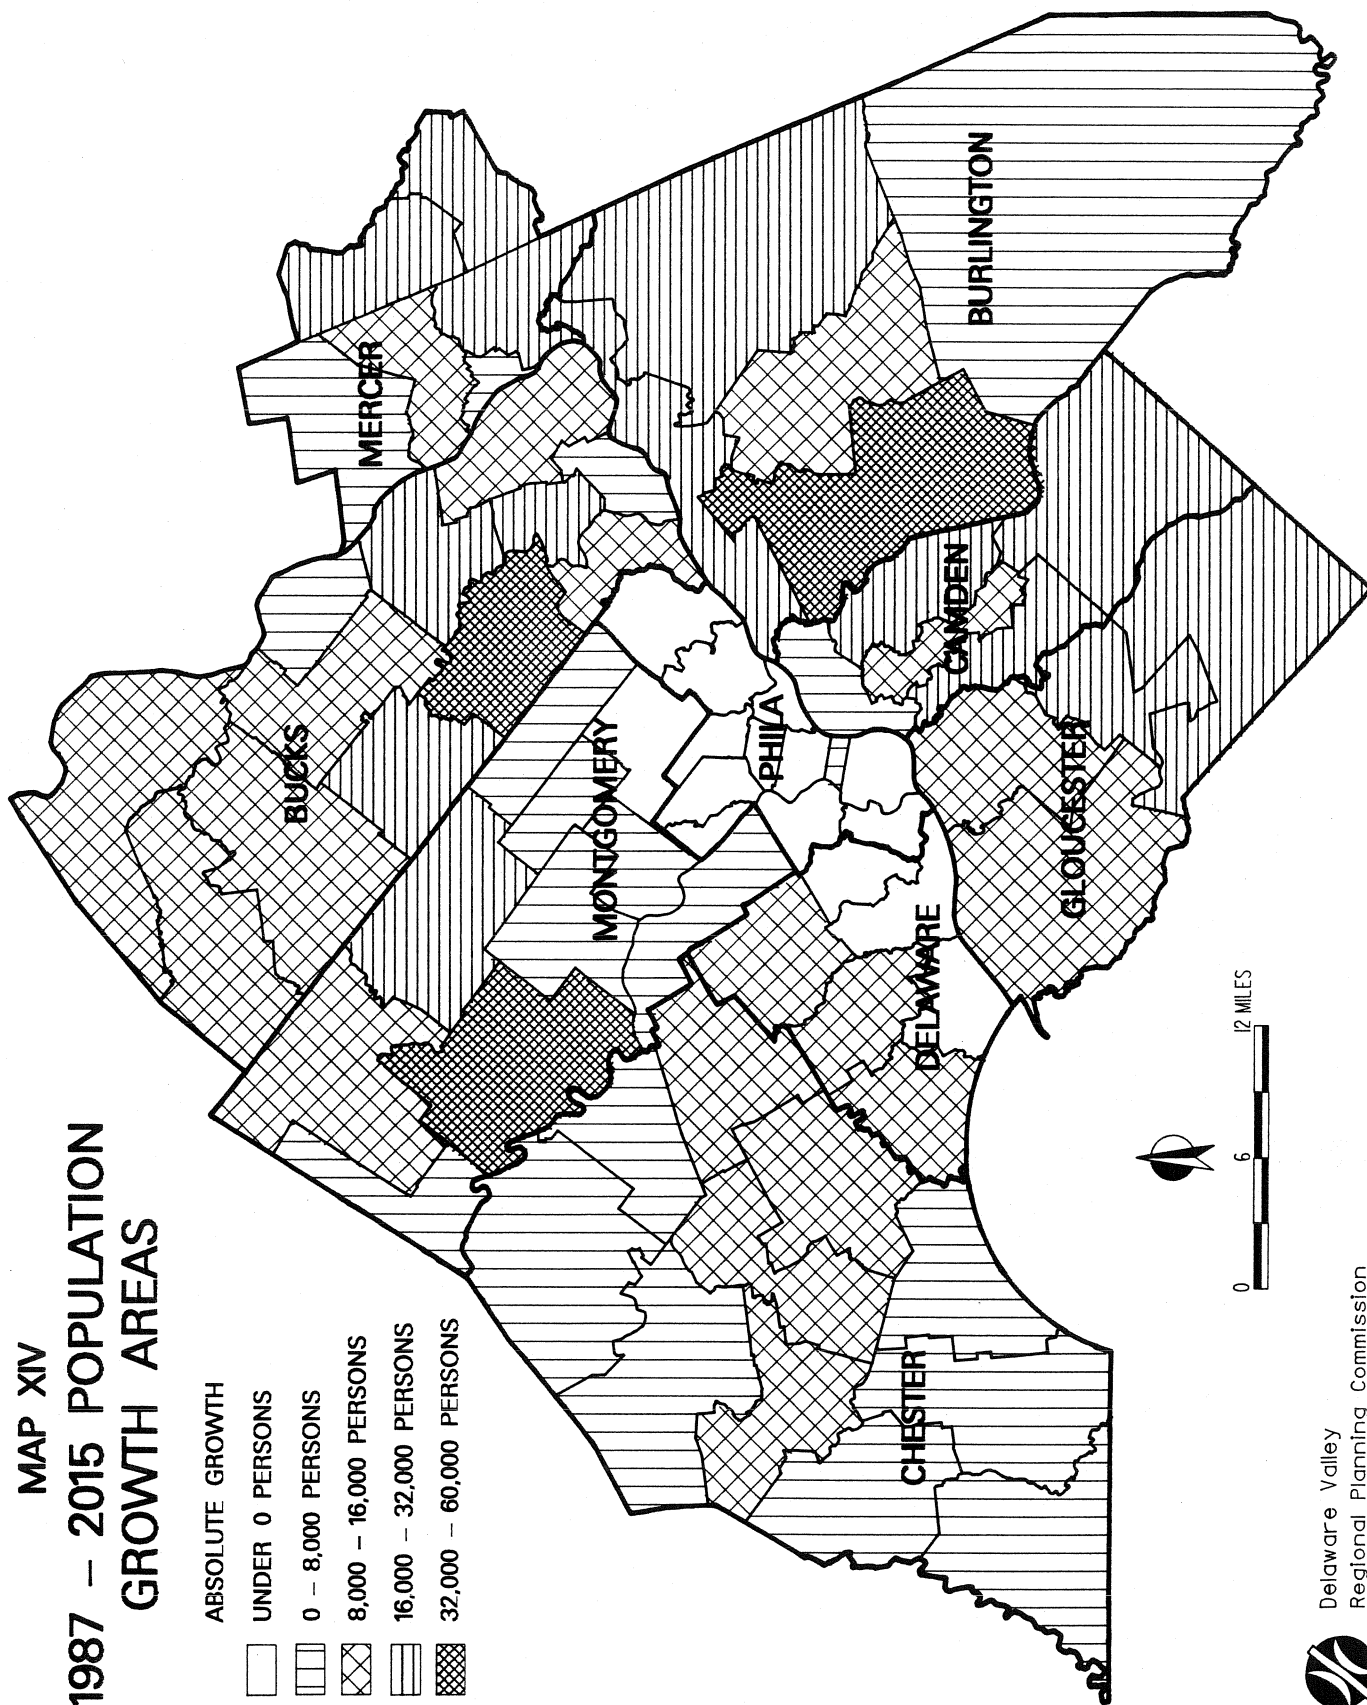 MAP XIV
1987 – 2015 POPULATION
GROWTH AREAS
ABSOLUTE GROWTH
UNDER 0 PERSONS
0 – 8,000 PERSONS
8,000 – 16,000 PERSONS
16,000 – 32,000 PERSONS
32,000 – 60,000 PERSONS
BUCKS
MERCER
MONTGOMERY
PHILA
BURLINGTON
CAMDEN
CHESTER
DELAWARE
GLOUCESTER
0 6 12 MILES
Delaware Valley
Regional Planning Commission